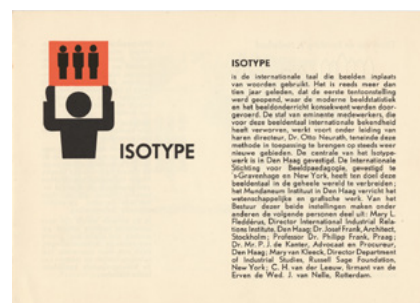 ISOTYPE
ISOTYPE
is de internationale taal die beelden inplaats
van woorden gebruikt. Het is reeds meer dan
tien jaar geleden, dat de eerste tentoonstelling
werd geopend, waar de moderne beeldstatistiek
en het beeldonderricht konsekwent werden door-
gevoerd. De staf van eminente medewerkers, die
voor deze beeldentaal internationale bekendheid
heeft verworven, werkt voort onder leiding van
haren directeur, Dr. Otto Neurath, teneinde deze
methode in toepassing te brengen op steeds weer
nieuwe gebieden. De centrale van het Isotype-
werk is in Den Haag gevestigd. De Internationale
Stichting voor Beeldpaedagogie, gevestigd te
's-Gravenhage en New York, heeft ten doel deze
beeldentaal in de geheele wereld te verbreiden;
het Mundaneum Instituut in Den Haag verricht het
wetenschappelijke en grafische werk. Van het
Bestuur dezer beide instellingen maken onder
anderen de volgende personen deel uit: Mary L.
Fleddérus, Director International Industrial Rela-
tions Institute, Den Haag; Dr. Josef Frank, Architect,
Stockholm; Professor Dr. Philipp Frank, Praag;
Dr. Mr. P. J. de Kanter, Advocaat en Procureur,
Den Haag; Mary van Kleeck, Director Department
of Industrial Studies, Russell Sage Foundation,
New York; C. H. van der Leeuw, firmant van de
Erven de Wed. J. van Nelle, Rotterdam.